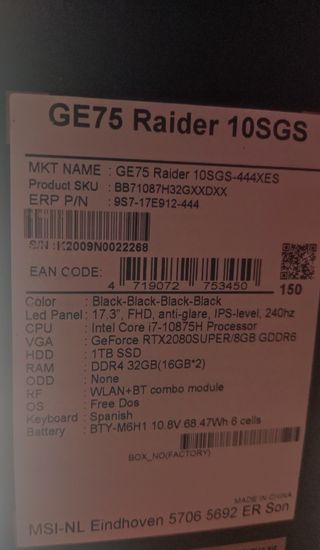 GE75 Raider 10SGS
MKT NAME : GE75 Raider 10SGS-444XES
Product SKU : BB71087H32GXXDXX
ERP P/N : 9S7-17E912-444
S/N :K2009N0022268
EAN CODE:
4 719072 753450
150
Color : Black-Black-Black-Black
Led Panel : 17.3", FHD, anti-glare, IPS-level, 240hz
CPU : Intel Core i7-10875H Processor
VGA : GeForce RTX2080SUPER/8GB GDDR6
HDD : 1TB SSD
RAM : DDR4 32GB(16GB*2)
ODD : None
RF : WLAN+BT combo module
OS : Free Dos
Keyboard : Spanish
Battery : BTY-M6H1 10.8V 68.47Wh 6 cells
BOX_NO(FACTORY)
MADE IN CHINA
MSI-NL Eindhoven 5706 5692 ER Son